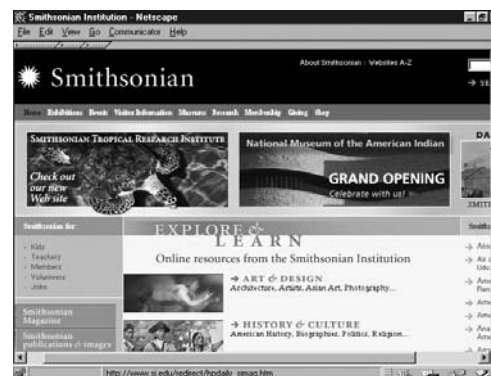 Smithsonian Institution - Netscape
File Edit View Go Communicator Help
About Smithsonian | Websites A-Z
Smithsonian
SE
Home Exhibitions Events Visitor Information Museums Research Membership Giving Shop
DA
SMITHSONIAN TROPICAL RESEARCH INSTITUTE
Check out
our new
Web site
National Museum of the American Indian
GRAND OPENING
Celebrate with us!
SMITH
Smithsonian for
- Kids
- Teachers
- Members
- Volunteers
- Jobs
Smithsonian
Magazine
Smithsonian
publications & images
EXPLORE &
LEARN
Online resources from the Smithsonian Institution
→ ART & DESIGN
Architecture, Artists, Asian Art, Photography...
→ HISTORY & CULTURE
American History, Biographies, Politics, Religion...
http://www.si.edu/redirect/hpdaily_simag.htm